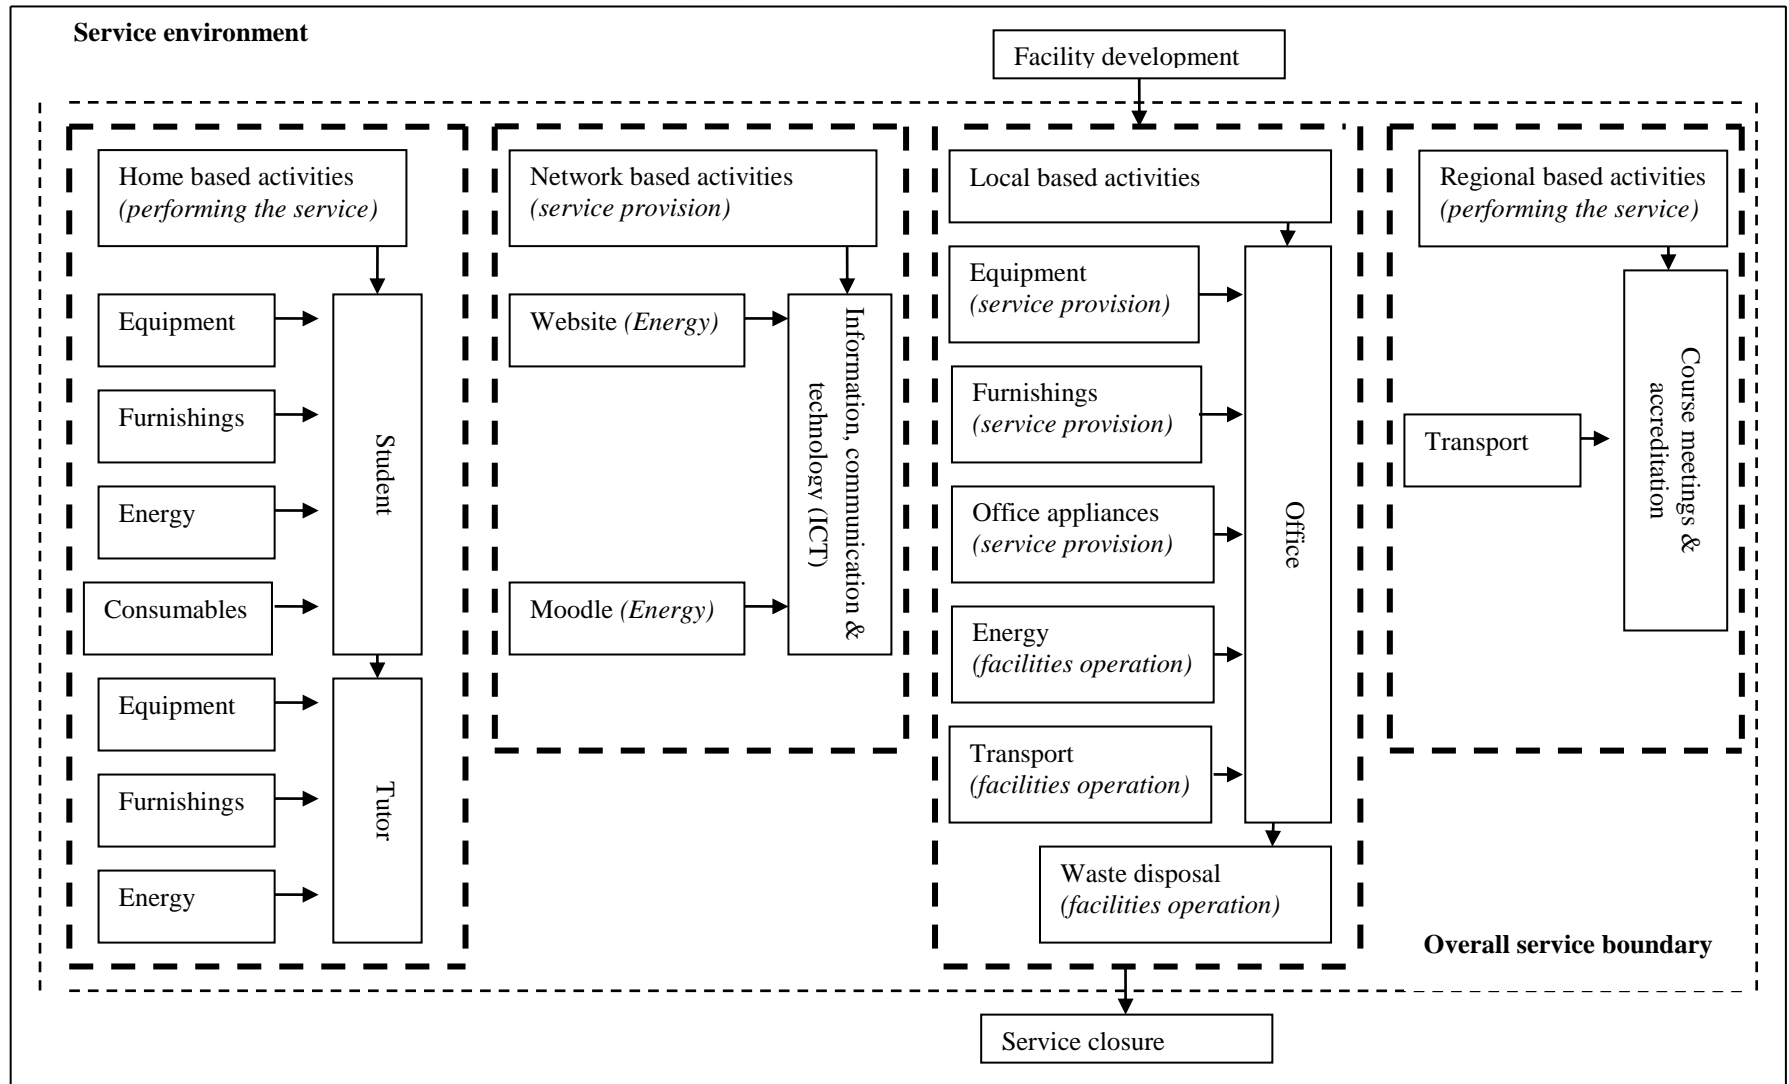 Service environment
Facility development
Home based activities
(performing the service)
Equipment
Furnishings
Energy
Consumables
Student
Equipment
Furnishings
Energy
Tutor
Network based activities
(service provision)
Website (Energy)
Moodle (Energy)
Information, communication &
technology (ICT)
Local based activities
Equipment
(service provision)
Furnishings
(service provision)
Office appliances
(service provision)
Energy
(facilities operation)
Transport
(facilities operation)
Office
Waste disposal
(facilities operation)
Regional based activities
(performing the service)
Transport
Course meetings &
accreditation
Overall service boundary
Service closure